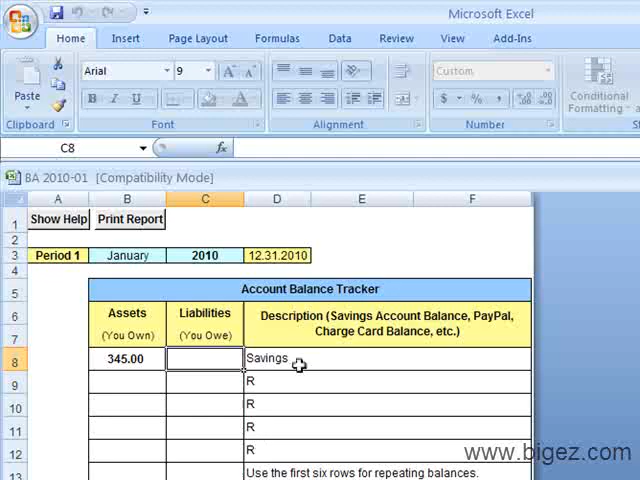 Microsoft Excel
Home Insert Page Layout Formulas Data Review View Add-Ins
Paste
Arial 9 A A
B I U A
Custom
$ % ,
Conditional
Formatting
Clipboard Font Alignment Number
C8 fx
BA 2010-01 [Compatibility Mode]
A B C D E F
1 Show Help Print Report
2
3 Period 1 January 2010 12.31.2010
4
5 Account Balance Tracker
6 Assets Liabilities Description (Savings Account Balance, PayPal,
7 (You Own) (You Owe) Charge Card Balance, etc.)
8 345.00 Savings
9 R
10 R
11 R
12 R
www.bigez.com
13 Use the first six rows for repeating balances.